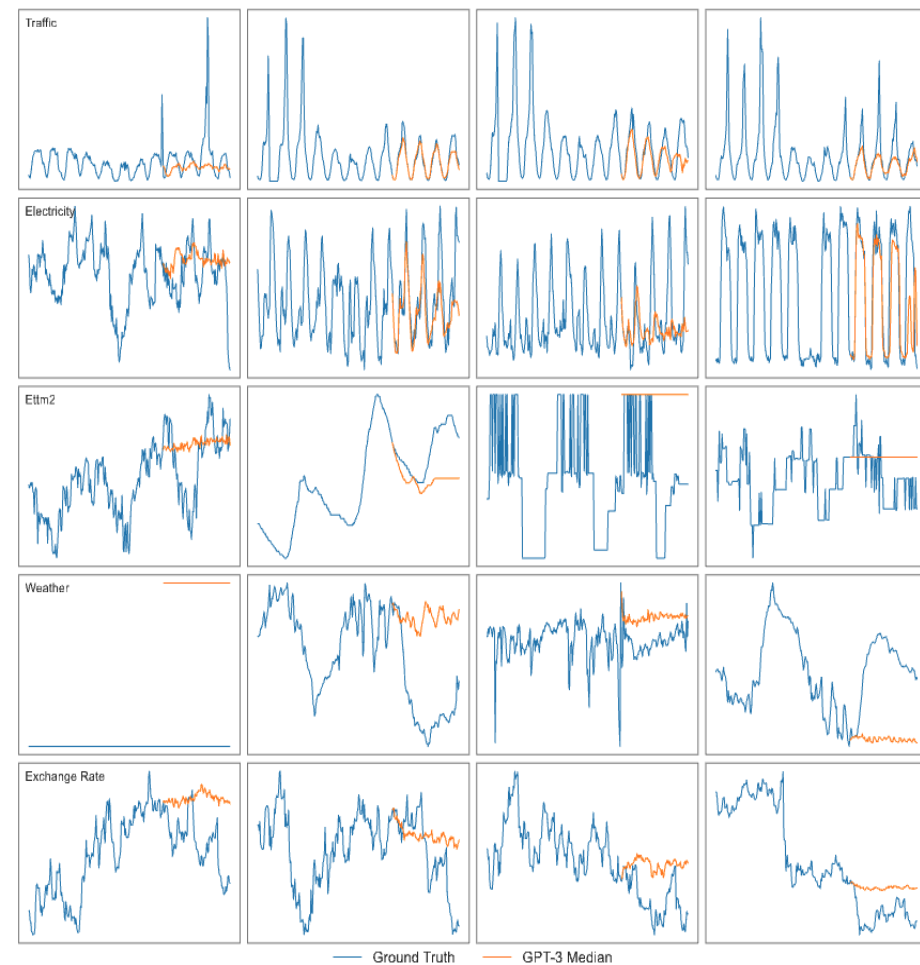 Traffic
Electricity
Ettm2
Weather
Exchange Rate
Ground Truth GPT-3 Median